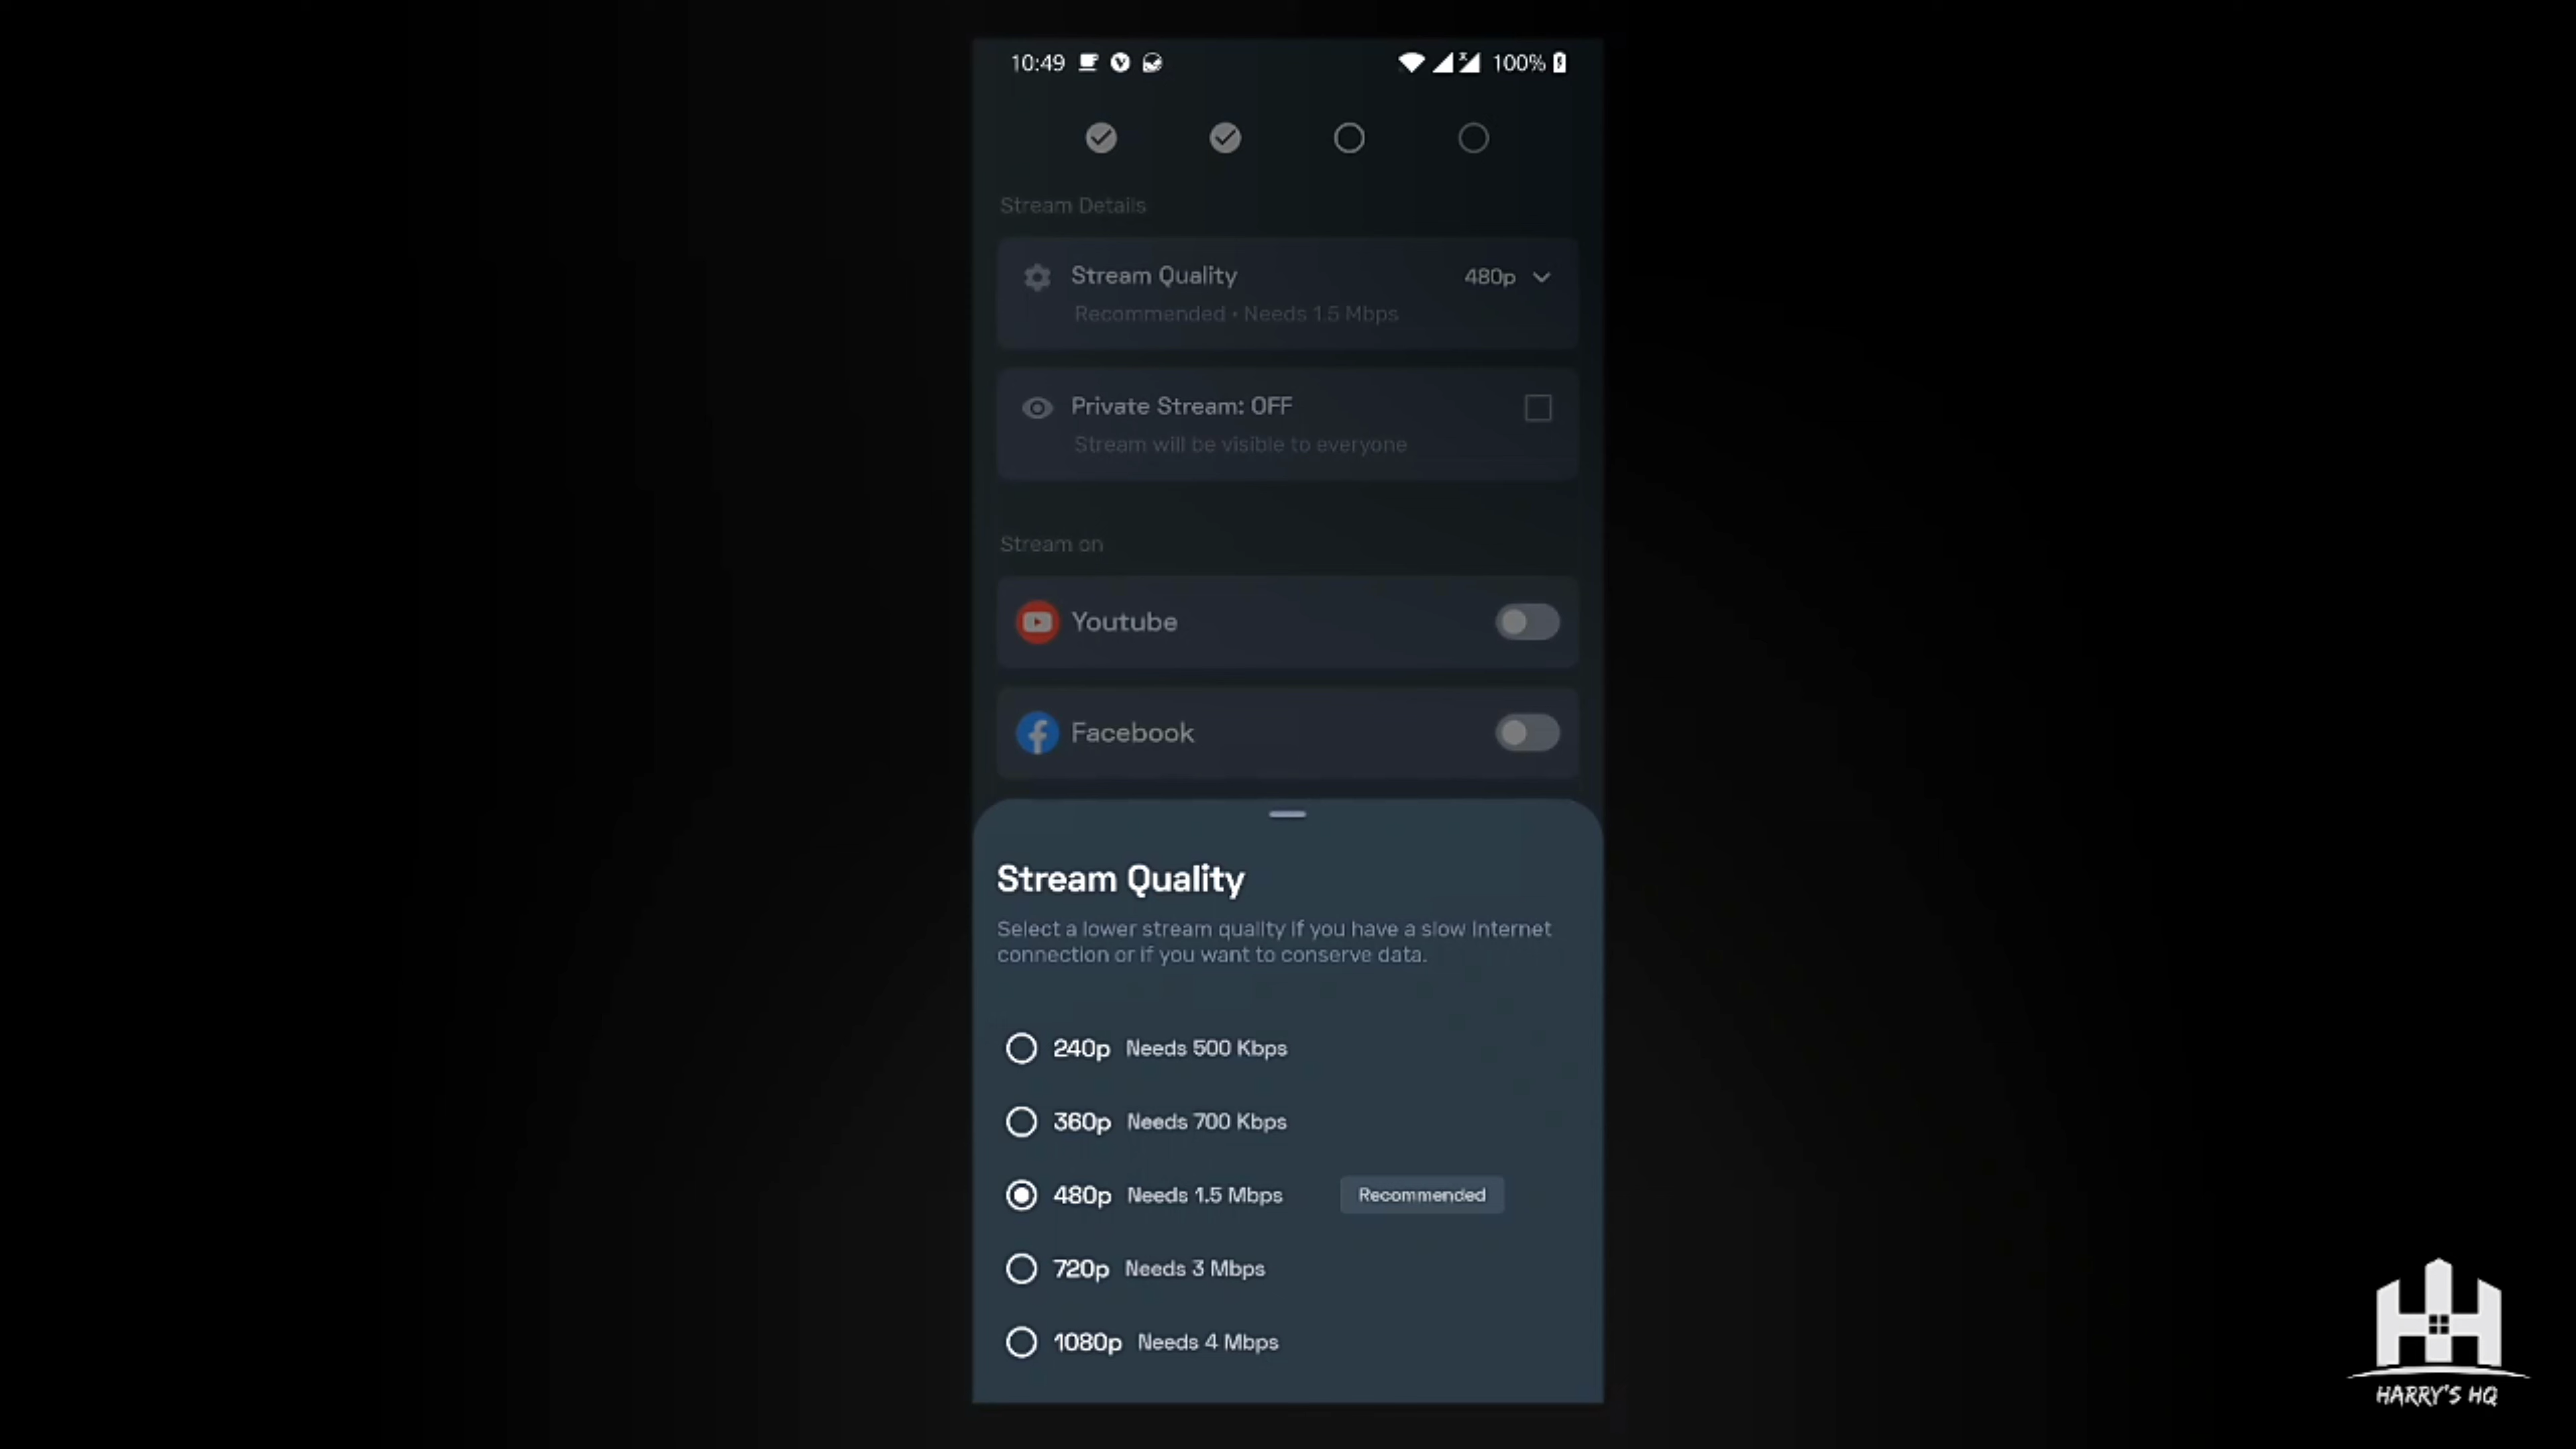 10:49 100%
Stream Details
Stream Quality 480p
Recommended • Needs 1.5 Mbps
Private Stream: OFF
Stream will be visible to everyone
Stream on
Youtube
Facebook
Stream Quality
Select a lower stream quality if you have a slow internet
connection or if you want to conserve data.
240p Needs 500 Kbps
360p Needs 700 Kbps
480p Needs 1.5 Mbps Recommended
720p Needs 3 Mbps
1080p Needs 4 Mbps
HARRY'S HQ